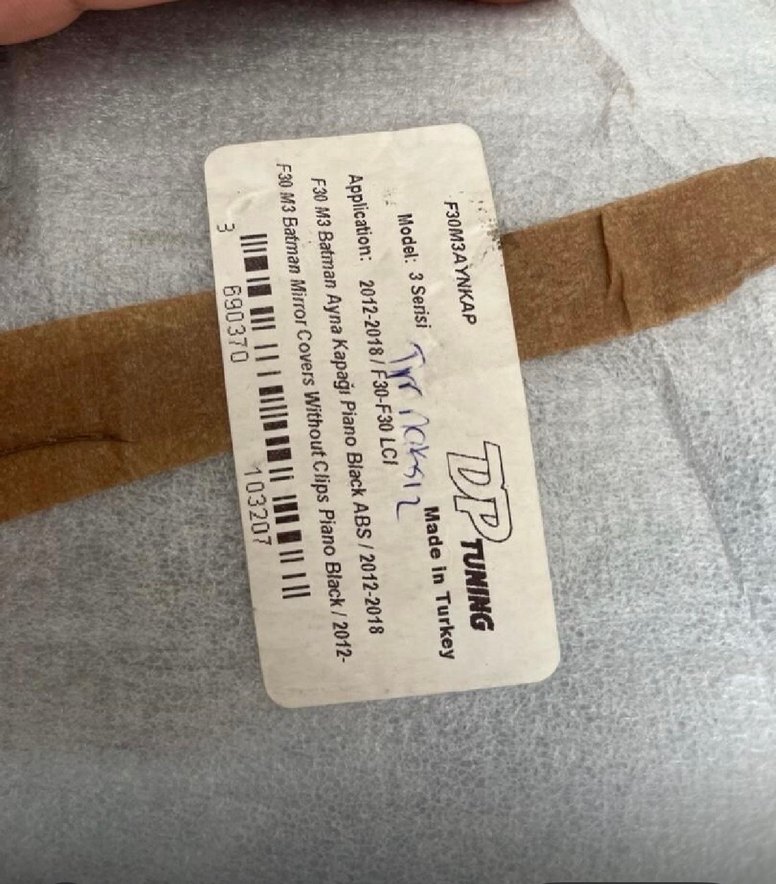 F30M3AYNKAP
DP TUNING
Made in Turkey
Model: 3 Serisi
Tırnaksız
Application: 2012-2018 / F30-F30 LCI
F30 M3 Batman Ayna Kapağı Piano Black ABS / 2012-2018
F30 M3 Batman Mirror Covers Without Clips Piano Black / 2012-
3 690370 103207